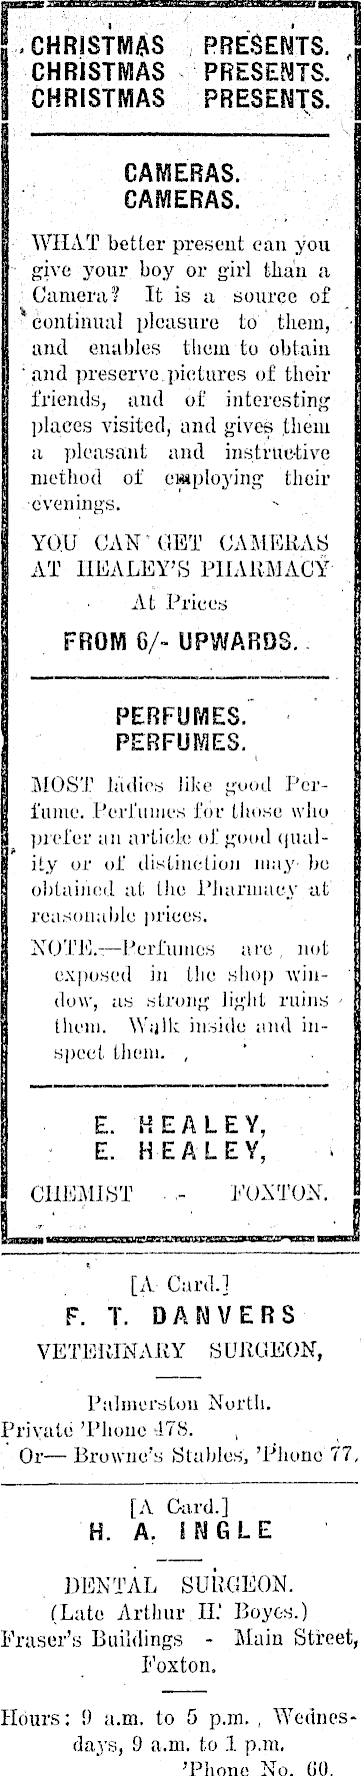 CHRISTMAS PRESENTS.
CHRISTMAS PRESENTS.
CHRISTMAS PRESENTS.
CAMERAS.
CAMERAS.
WHAT better present can you
give your boy or girl than a
Camera? It is a source of
continual pleasure to them,
and enables them to obtain
and preserve pictures of their
friends, and of interesting
places visited, and gives them
a pleasant and instructive
method of employing their
evenings.
YOU CAN GET CAMERAS
AT HEALEY'S PHARMACY
At Prices
FROM 6/- UPWARDS.
PERFUMES.
PERFUMES.
MOST ladies like good Per-
fume. Perfumes for those who
prefer an article of good qual-
ity or of distinction may be
obtained at the Pharmacy at
reasonable prices.
NOTE.—Perfumes are not
exposed in the shop win-
dow, as strong light ruins
them. Walk inside and in-
spect them.
E. HEALEY,
E. HEALEY,
CHEMIST - FOXTON.
[A Card.]
F. T. DANVERS
VETERINARY SURGEON,
Palmerston North.
Private 'Phone 478.
Or— Browne's Stables, 'Phone 77.
[A Card.]
H. A. INGLE
DENTAL SURGEON.
(Late Arthur H. Boyes.)
Fraser's Buildings - Main Street,
Foxton.
Hours: 9 a.m. to 5 p.m., Wednes-
days, 9 a.m. to 1 p.m.
'Phone No. 60.